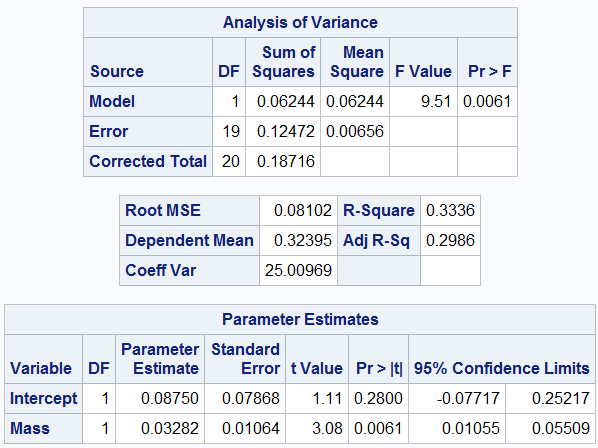 Analysis of Variance
Source DF Sum of Squares Mean Square F Value Pr > F
Model 1 0.06244 0.06244 9.51 0.0061
Error 19 0.12472 0.00656
Corrected Total 20 0.18716
Root MSE 0.08102 R-Square 0.3336
Dependent Mean 0.32395 Adj R-Sq 0.2986
Coeff Var 25.00969
Parameter Estimates
Variable DF Parameter Estimate Standard Error t Value Pr > |t| 95% Confidence Limits
Intercept 1 0.08750 0.07868 1.11 0.2800 -0.07717 0.25217
Mass 1 0.03282 0.01064 3.08 0.0061 0.01055 0.05509